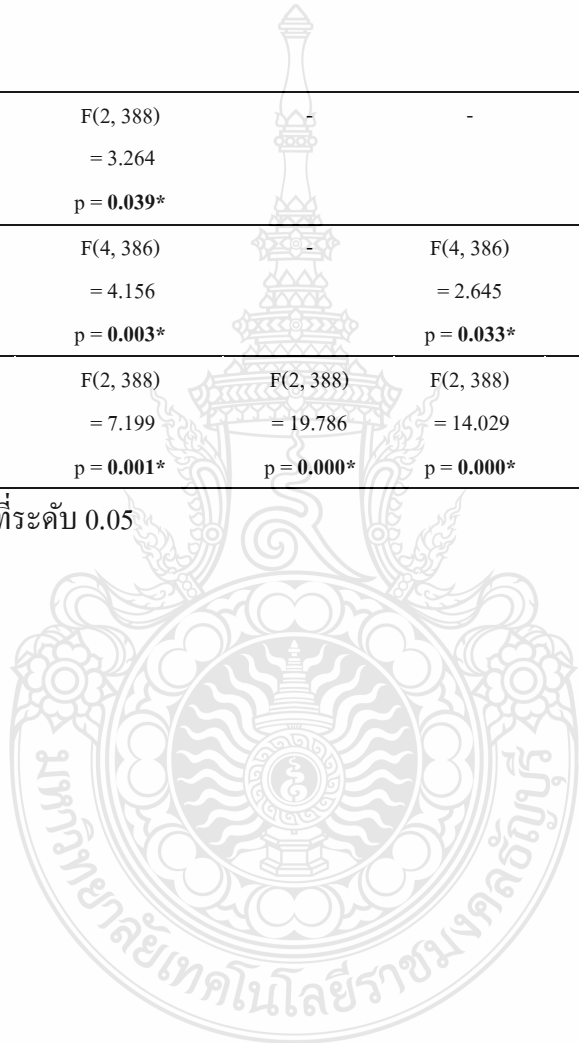 F(2, 388) - -
= 3.264
p = 0.039*
F(4, 386) - F(4, 386)
= 4.156 = 2.645
p = 0.003* p = 0.033*
F(2, 388) F(2, 388) F(2, 388)
= 7.199 = 19.786 = 14.029
p = 0.001* p = 0.000* p = 0.000*
ที่ระดับ 0.05
มหาวิทยาลัยเทคโนโลยีราชมงคลธัญบุรี